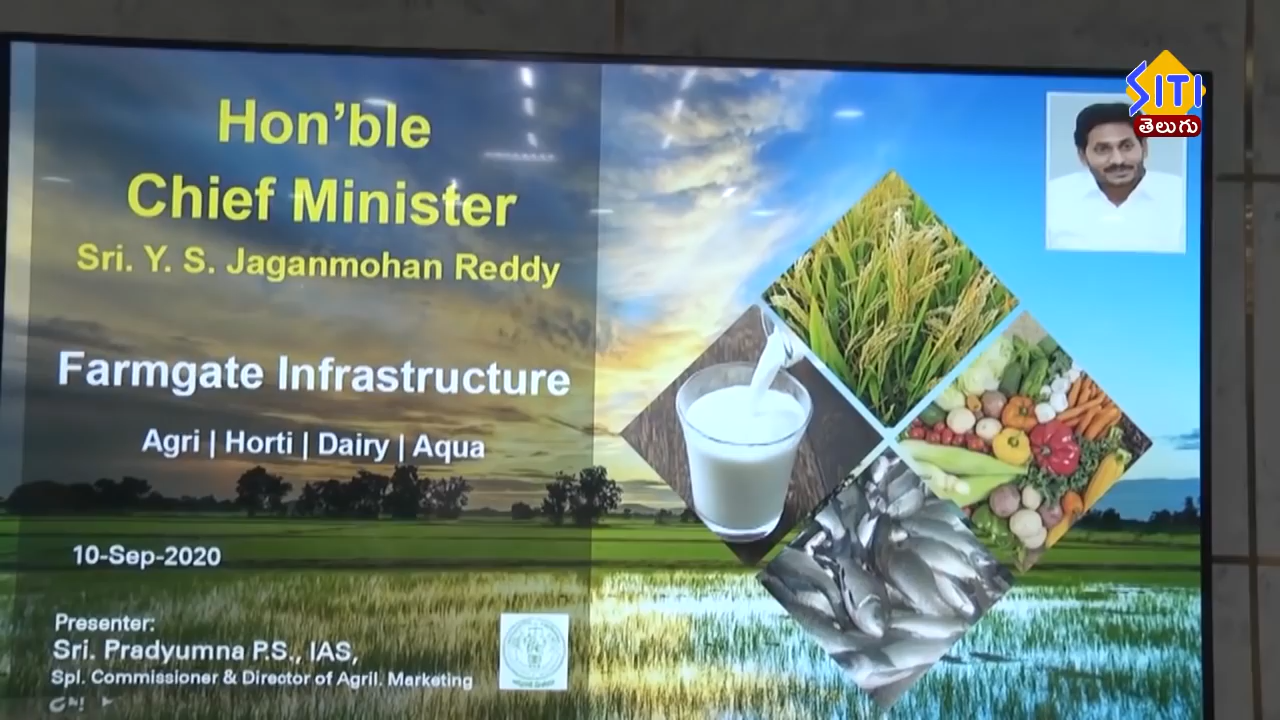 Hon'ble
Chief Minister
Sri. Y. S. Jaganmohan Reddy
Farmgate Infrastructure
Agri | Horti | Dairy | Aqua
10-Sep-2020
Presenter:
Sri. Pradyumna P.S., IAS,
Spl. Commissioner & Director of Agril. Marketing
SITI
తెలుగు